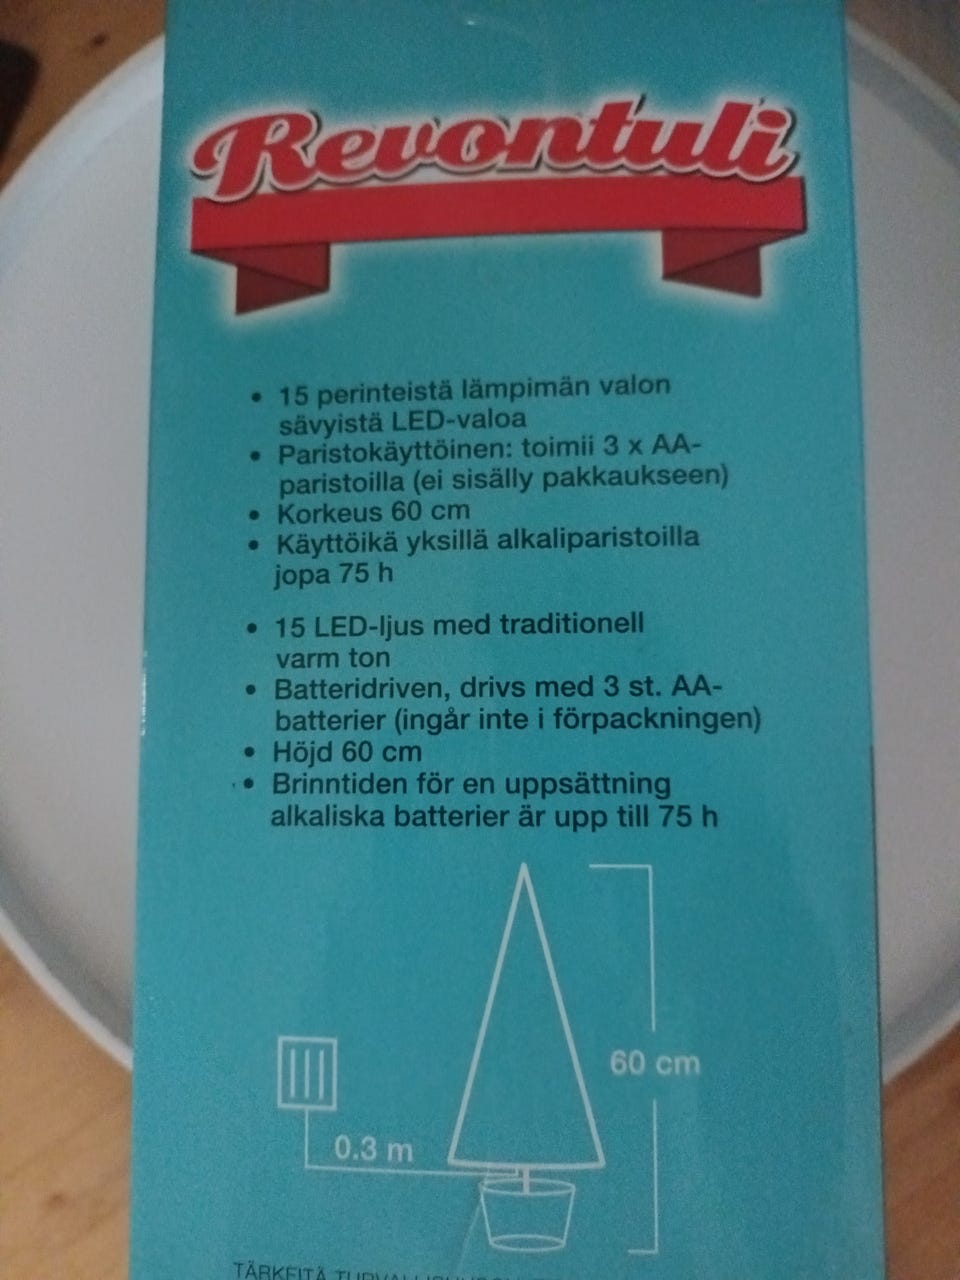 Revontuli
• 15 perinteistä lämpimän valon
sävyistä LED-valoa
• Paristokäyttöinen: toimii 3 x AA-
paristoilla (ei sisälly pakkaukseen)
• Korkeus 60 cm
• Käyttöikä yksillä alkaliparistoilla
jopa 75 h
• 15 LED-ljus med traditionell
varm ton
• Batteridriven, drivs med 3 st. AA-
batterier (ingår inte i förpackningen)
• Höjd 60 cm
• Brinntiden för en uppsättning
alkaliska batterier är upp till 75 h
60 cm
0.3 m
TÄRKEITÄ